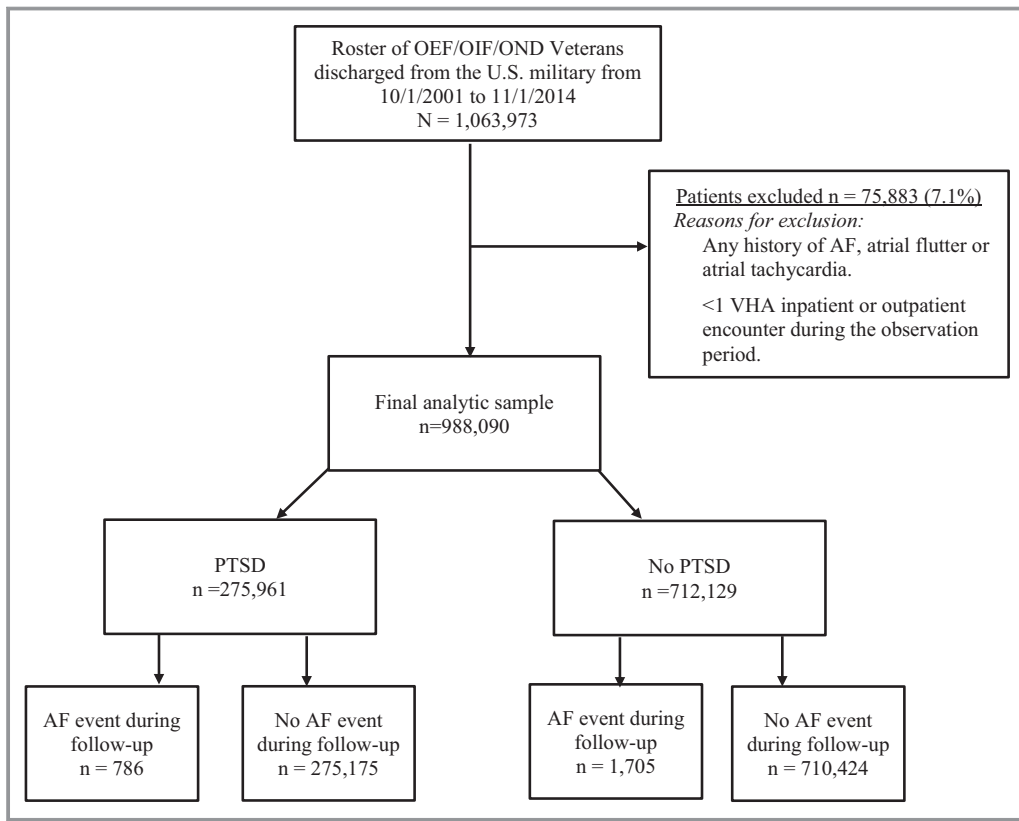 Roster of OEF/OIF/OND Veterans
discharged from the U.S. military from
10/1/2001 to 11/1/2014
N = 1,063,973
Patients excluded n = 75,883 (7.1%)
Reasons for exclusion:
Any history of AF, atrial flutter or
atrial tachycardia.
<1 VHA inpatient or outpatient
encounter during the observation
period.
Final analytic sample
n=988,090
PTSD
n =275,961
No PTSD
n =712,129
AF event during
follow-up
n = 786
No AF event
during follow-up
n = 275,175
AF event during
follow-up
n = 1,705
No AF event
during follow-up
n = 710,424